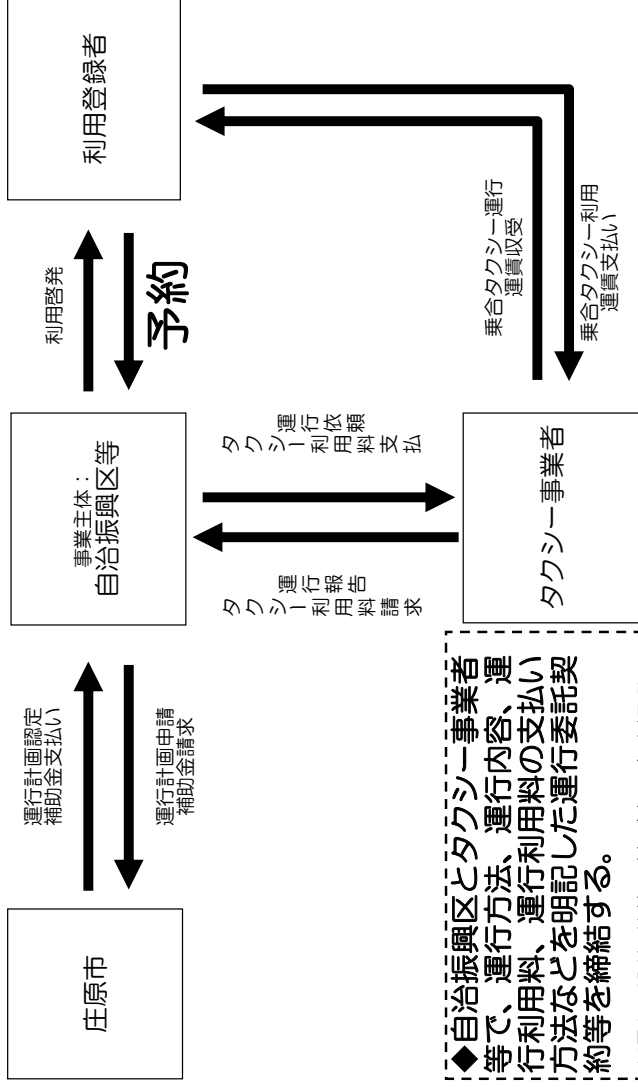 庄原市
運行計画認定
補助金支払い
運行計画申請
補助金請求
事業主体：
自治振興区等
利用啓発
予約
利用登録者
運行報告
タクシー利用料請求
運行依頼
タクシー利用料支払
タクシー事業者
乗合タクシー運行
運賃収受
乗合タクシー利用
運賃支払い
◆自治振興区とタクシー事業者
等で、運行方法、運行内容、運
行利用料、運行利用料の支払い
方法などを明記した運行委託契
約等を締結する。